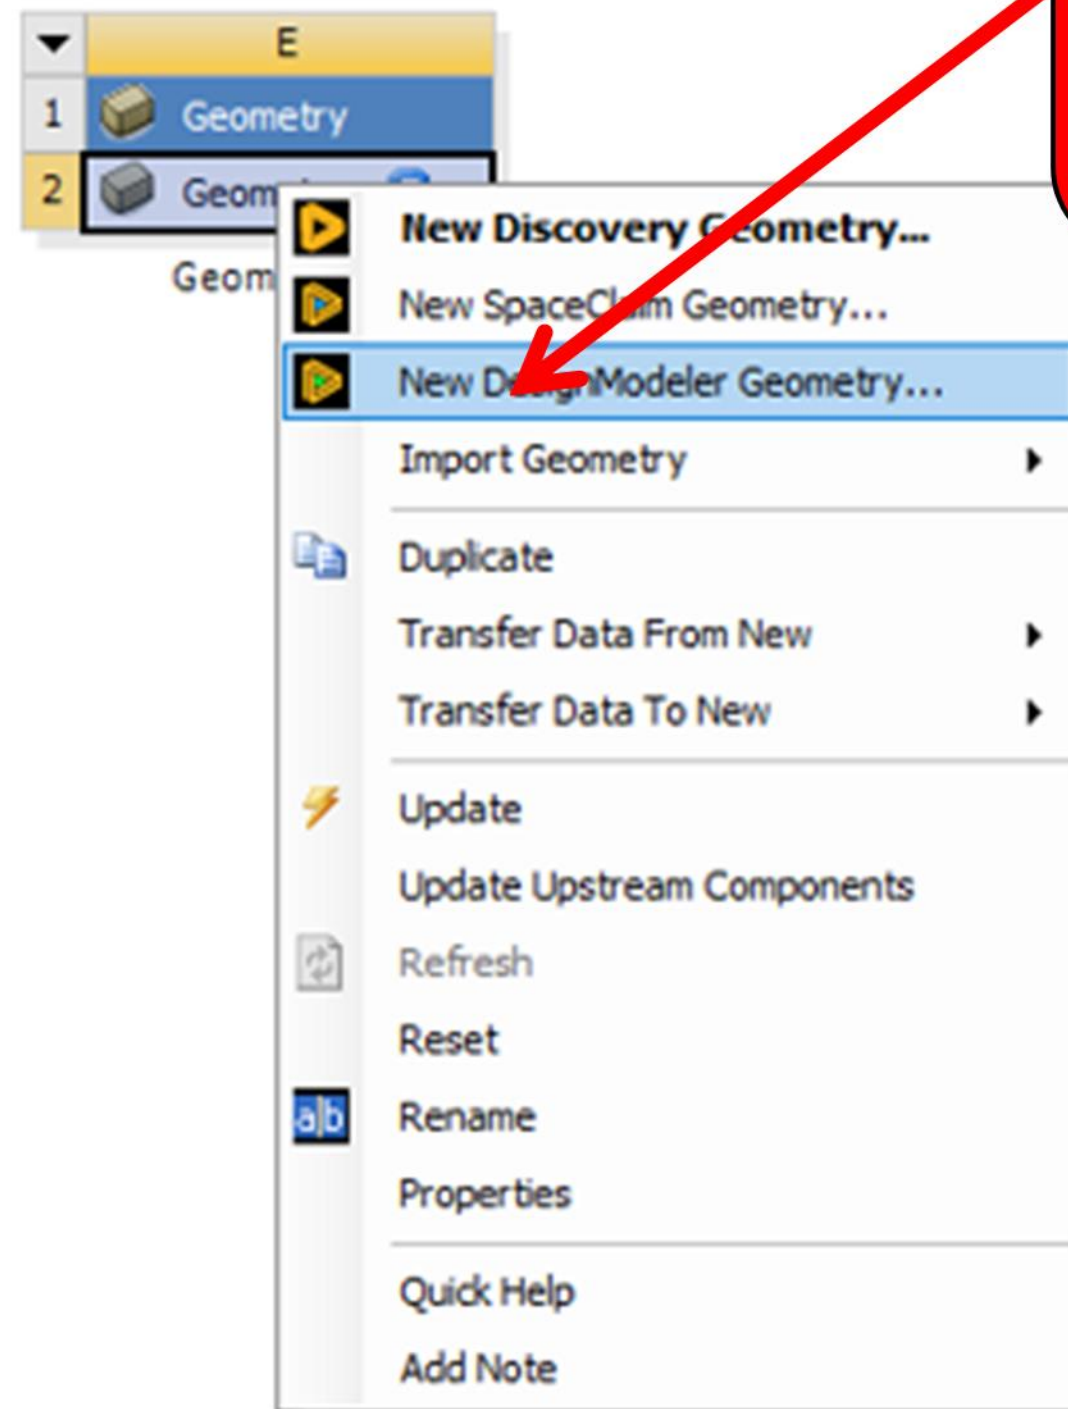 E
1 Geometry
2 Geom
Geom
New Discovery Geometry...
New SpaceClaim Geometry...
New DesignModeler Geometry...
Import Geometry
Duplicate
Transfer Data From New
Transfer Data To New
Update
Update Upstream Components
Refresh
Reset
a|b Rename
Properties
Quick Help
Add Note